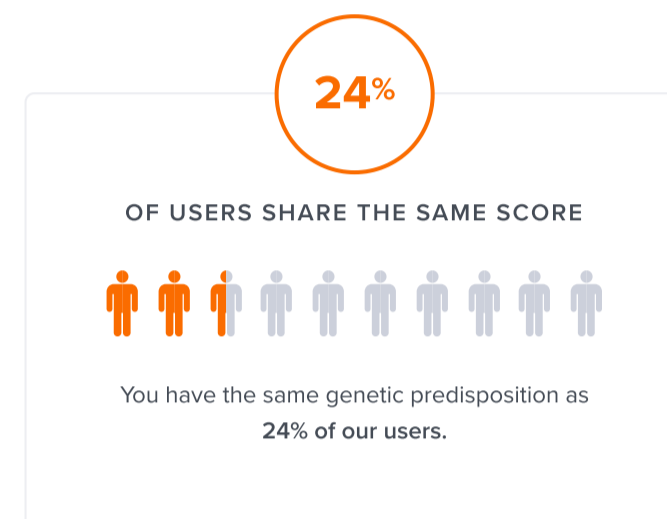 24%
OF USERS SHARE THE SAME SCORE
You have the same genetic predisposition as
24% of our users.